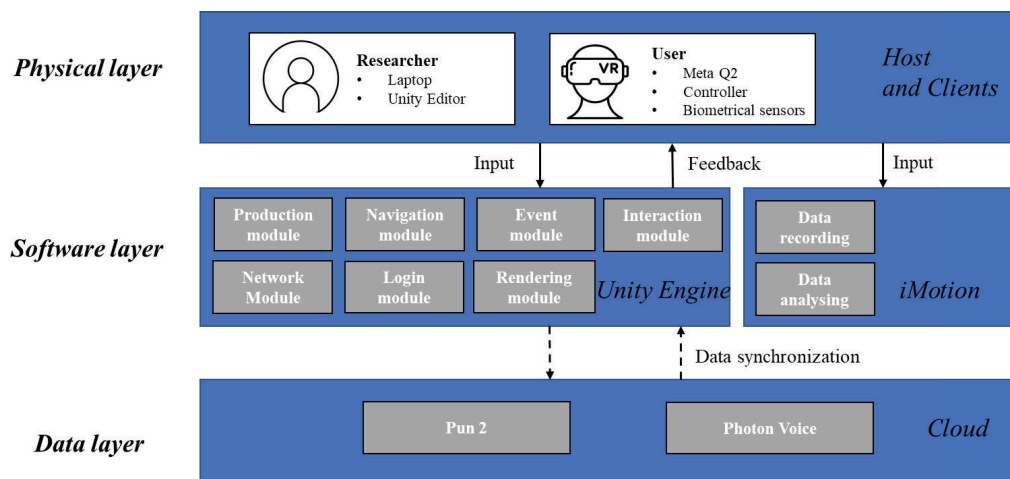 Physical layer
Researcher
• Laptop
• Unity Editor
VR
User
• Meta Q2
• Controller
• Biometrical sensors
Host
and Clients
Input
Feedback
Input
Software layer
Production
module
Navigation
module
Event
module
Interaction
module
Network
Module
Login
module
Rendering
module
Unity Engine
Data
recording
Data
analysing
iMotion
Data synchronization
Data layer
Pun 2
Photon Voice
Cloud